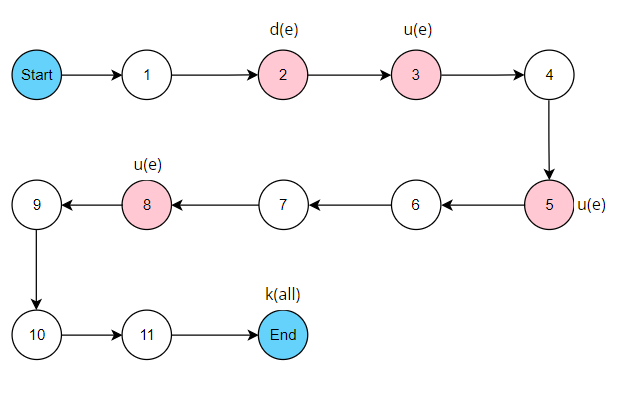 d(e) u(e)
Start 1 2 3 4
u(e)
9 8 7 6 5 u(e)
k(all)
10 11 End